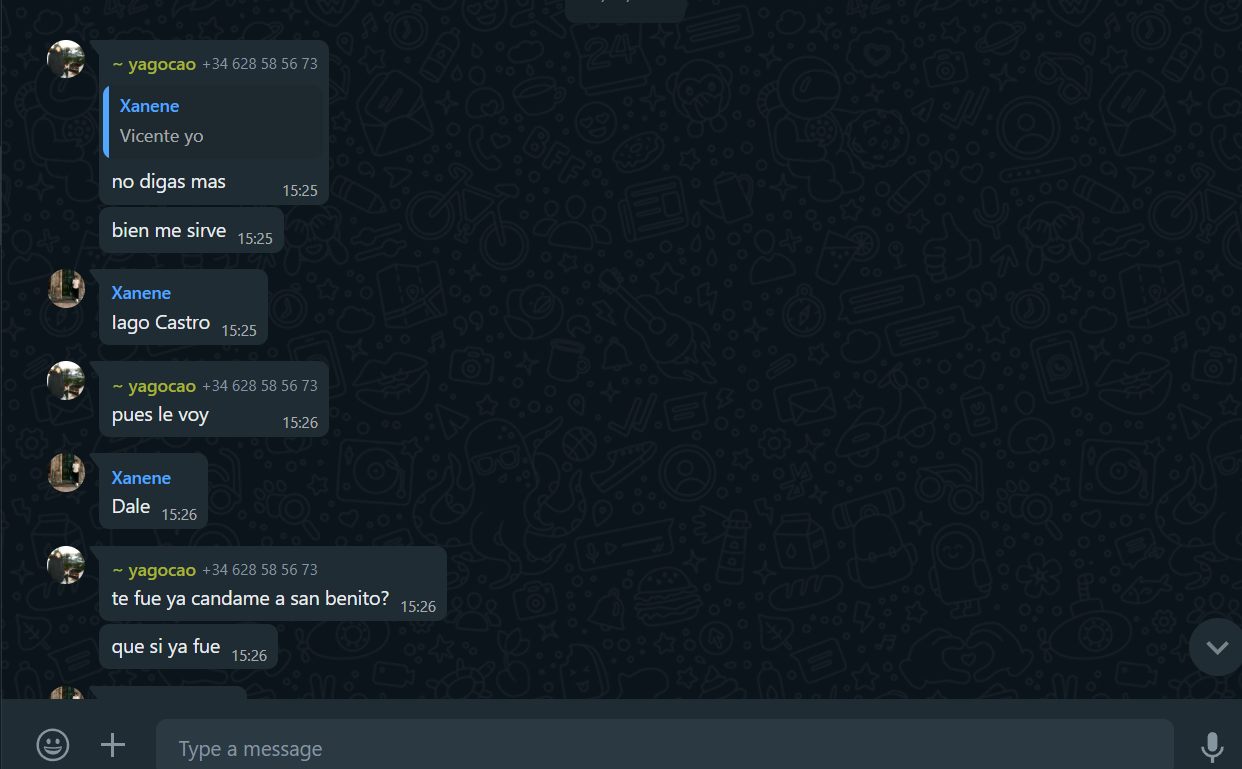 ~ yagocao +34 628 58 56 73
Xanene
Vicente yo
no digas mas 15:25
bien me sirve 15:25
Xanene
Iago Castro 15:25
~ yagocao +34 628 58 56 73
pues le voy 15:26
Xanene
Dale 15:26
~ yagocao +34 628 58 56 73
te fue ya candame a san benito? 15:26
que si ya fue 15:26
Type a message